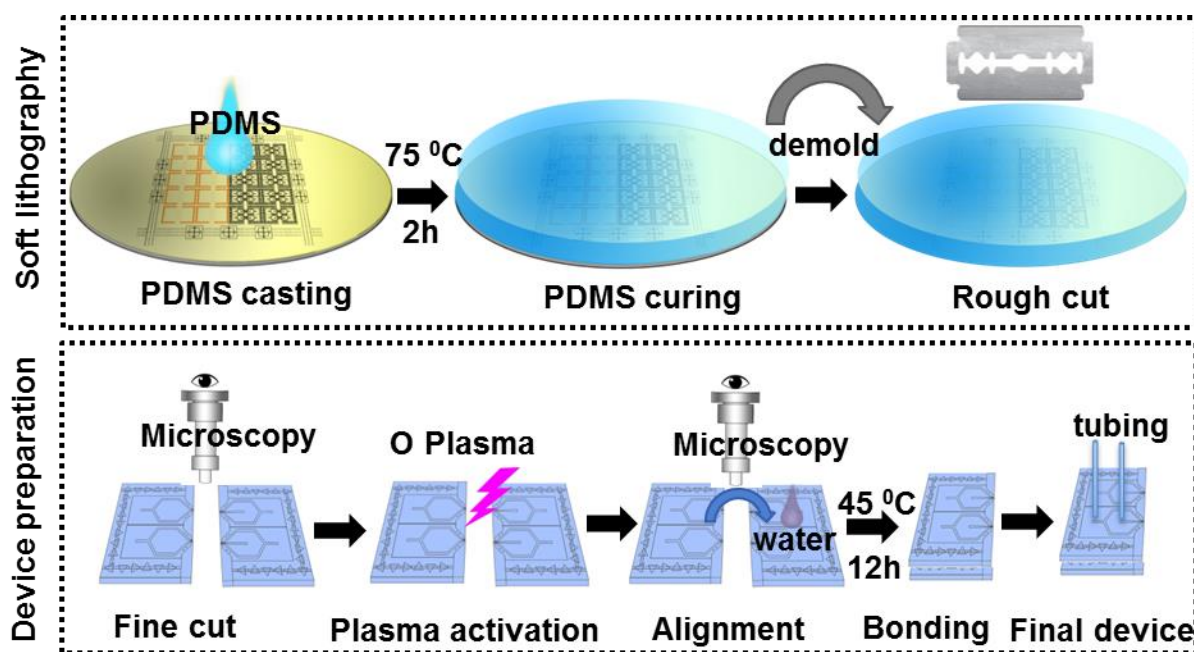 Soft lithography
PDMS
75 ⁰C
2h
demold
PDMS casting
PDMS curing
Rough cut
Device preparation
Microscopy
O Plasma
Microscopy
water
45 ⁰C
12h
tubing
Fine cut
Plasma activation
Alignment
Bonding
Final device